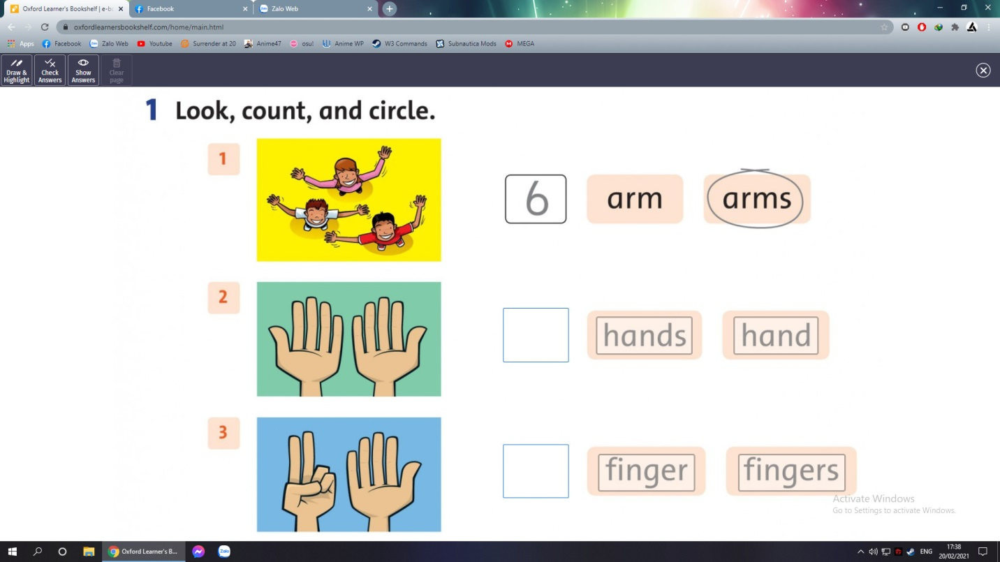 Oxford Learner's Bookshelf | e-bo
Facebook
Zalo Web
oxfordlearnersbookshelf.com/home/main.html
Apps
Facebook
Zalo Web
Youtube
Surrender at 20
Anime47
osu!
Anime WP
W3 Commands
Subnautica Mods
MEGA
Draw & Highlight
Check Answers
Show Answers
Clear page
1 Look, count, and circle.
1
6 arm arms
2
hands hand
3
finger fingers
Activate Windows
Go to Settings to activate Windows.
Oxford Learner's B...
Zalo
ENG
17:38
20/02/2021